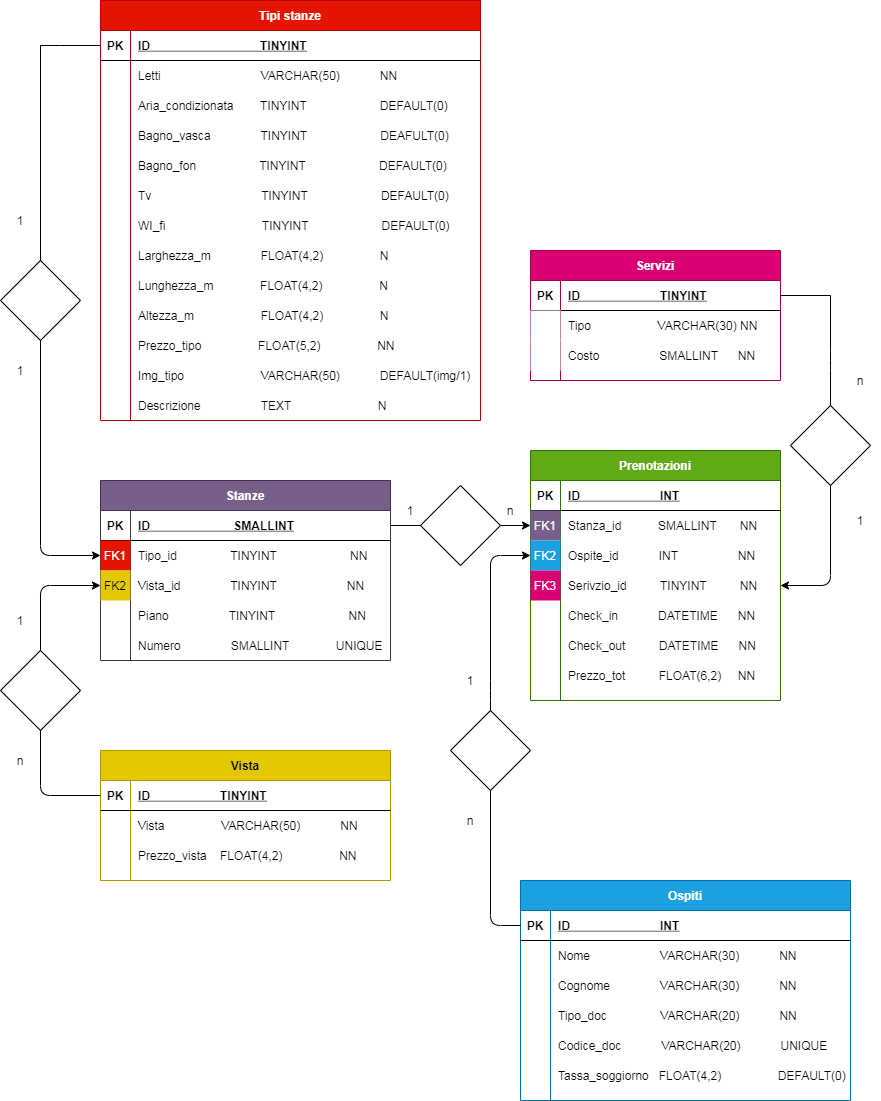 Tipi stanze
PK ID TINYINT
Letti VARCHAR(50) NN
Aria_condizionata TINYINT DEFAULT(0)
Bagno_vasca TINYINT DEAFULT(0)
Bagno_fon TINYINT DEFAULT(0)
Tv TINYINT DEFAULT(0)
WI_fi TINYINT DEFAULT(0)
Larghezza_m FLOAT(4,2) N
Lunghezza_m FLOAT(4,2) N
Altezza_m FLOAT(4,2) N
Prezzo_tipo FLOAT(5,2) NN
Img_tipo VARCHAR(50) DEFAULT(img/1)
Descrizione TEXT N
1
1
Servizi
PK ID TINYINT
Tipo VARCHAR(30) NN
Costo SMALLINT NN
n
1
Stanze
PK ID SMALLINT
FK1 Tipo_id TINYINT NN
FK2 Vista_id TINYINT NN
Piano TINYINT NN
Numero SMALLINT UNIQUE
1
n
Prenotazioni
PK ID INT
FK1 Stanza_id SMALLINT NN
FK2 Ospite_id INT NN
FK3 Serivzio_id TINYINT NN
Check_in DATETIME NN
Check_out DATETIME NN
Prezzo_tot FLOAT(6,2) NN
1
n
Vista
PK ID TINYINT
Vista VARCHAR(50) NN
Prezzo_vista FLOAT(4,2) NN
1
n
Ospiti
PK ID INT
Nome VARCHAR(30) NN
Cognome VARCHAR(30) NN
Tipo_doc VARCHAR(20) NN
Codice_doc VARCHAR(20) UNIQUE
Tassa_soggiorno FLOAT(4,2) DEFAULT(0)